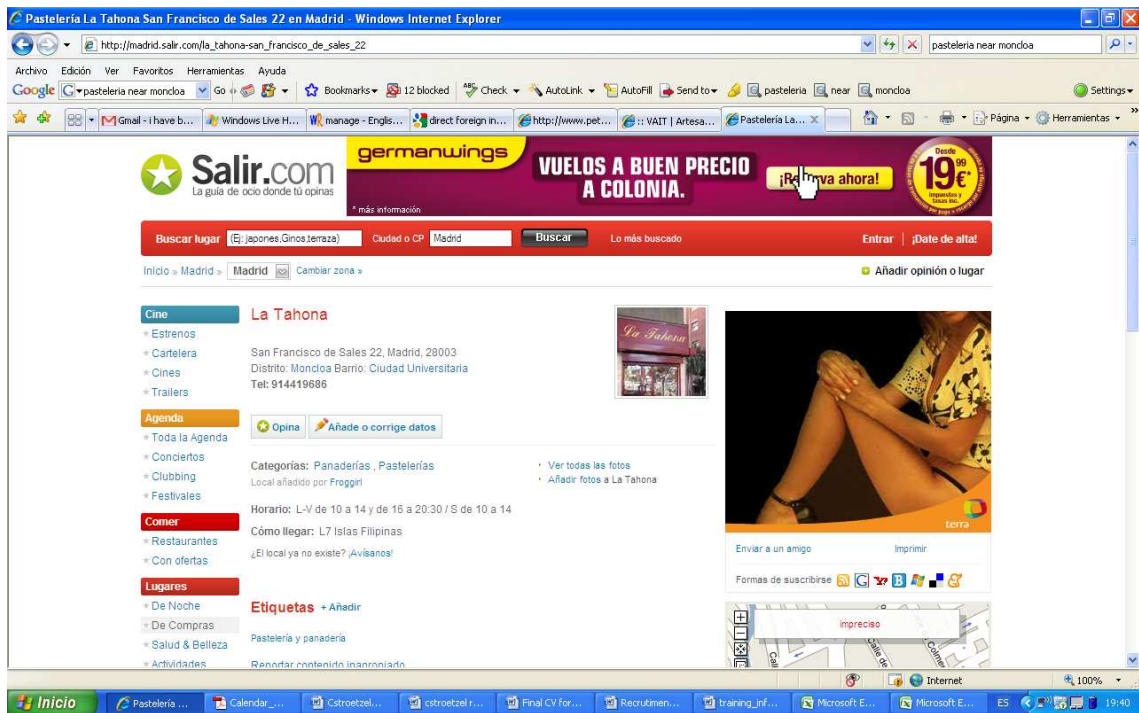 Pastelería La Tahona San Francisco de Sales 22 en Madrid - Windows Internet Explorer
http://madrid.salir.com/la_tahona-san_francisco_de_sales_22
pasteleria near moncloa
Archivo Edición Ver Favoritos Herramientas Ayuda
Google pasteleria near moncloa Go Bookmarks 12 blocked Check AutoLink AutoFill Send to pasteleria near moncloa Settings
Gmail - i have b... Windows Live H... manage - Englis... direct foreign in... http://www.pet... :: VAIT | Artesa... Pastelería La... X Página Herramientas
Salir.com
La guía de ocio donde tú opinas
germanwings
* más información
VUELOS A BUEN PRECIO
A COLONIA.
ahora!
Desde
19,99 €*
impuestos y
tasas inc.
Buscar lugar (Ej: japones,Ginos,terraza) Ciudad o CP Madrid Buscar Lo más buscado Entrar | ¡Date de alta!
Inicio » Madrid » Madrid Cambiar zona » Añadir opinión o lugar
Cine
Estrenos
Cartelera
Cines
Trailers
Agenda
Toda la Agenda
Conciertos
Clubbing
Festivales
Comer
Restaurantes
Con ofertas
Lugares
De Noche
De Compras
Salud & Belleza
Actividades
La Tahona
San Francisco de Sales 22, Madrid, 28003
Distrito: Moncloa Barrio: Ciudad Universitaria
Tel: 914419686
La Tahona
Opina Añade o corrige datos
Categorías: Panaderías , Pastelerías
Local añadido por Froggirl
Ver todas las fotos
Añadir fotos a La Tahona
Horario: L-V de 10 a 14 y de 16 a 20:30 / S de 10 a 14
Cómo llegar: L7 Islas Filipinas
¿El local ya no existe? ¡Avísanos!
Etiquetas + Añadir
Pastelería y panadería
Reportar contenido inapropiado
terra
Enviar a un amigo Imprimir
Formas de suscribirse
impreciso
Calle de
Colme
Internet 100%
Inicio Pastelería ... Calendar_... Cstroetzel... cstroetzel r... Final CV for... Recrutimen... training_inf... Microsoft E... Microsoft E... ES 19:40